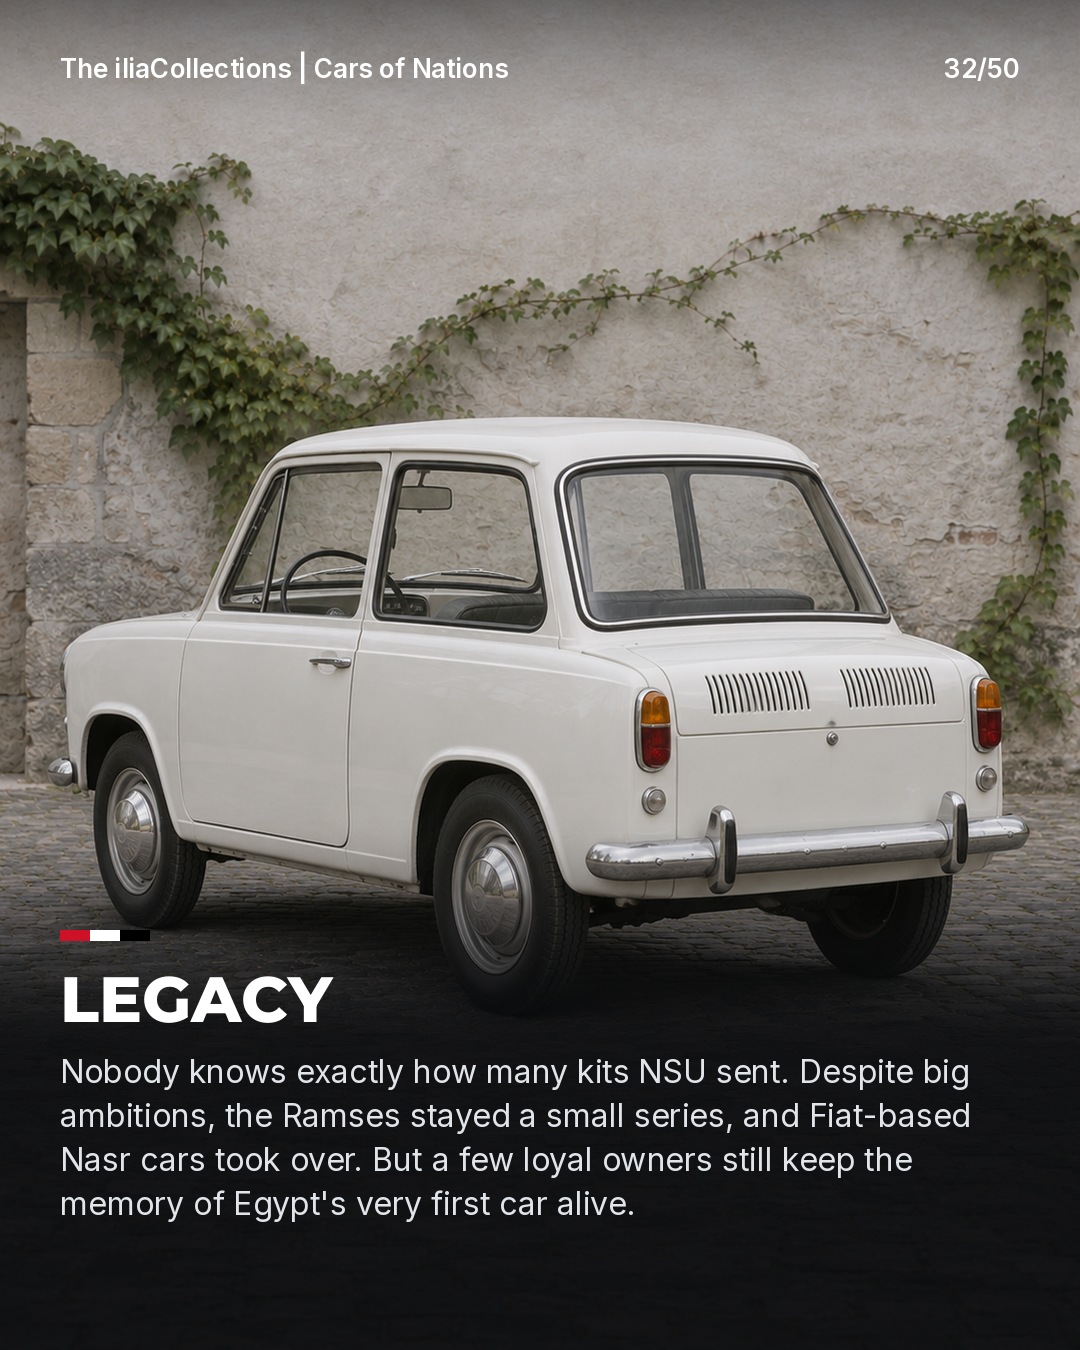 The iliaCollections | Cars of Nations
32/50
LEGACY
Nobody knows exactly how many kits NSU sent. Despite big
ambitions, the Ramses stayed a small series, and Fiat-based
Nasr cars took over. But a few loyal owners still keep the
memory of Egypt's very first car alive.